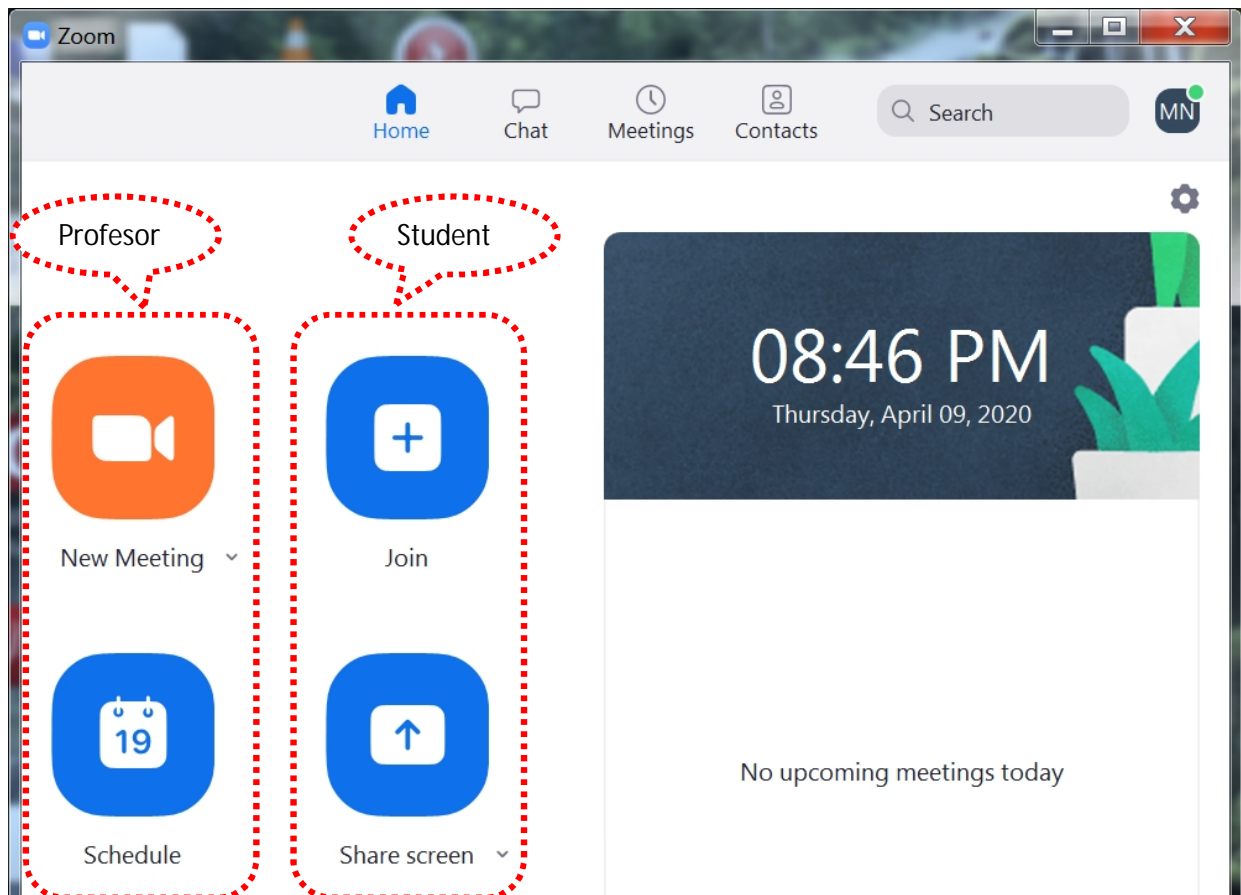 Zoom
Home
Chat
Meetings
Contacts
Search
MN
Profesor
Student
08:46 PM
Thursday, April 09, 2020
New Meeting
Join
19
Schedule
Share screen
No upcoming meetings today